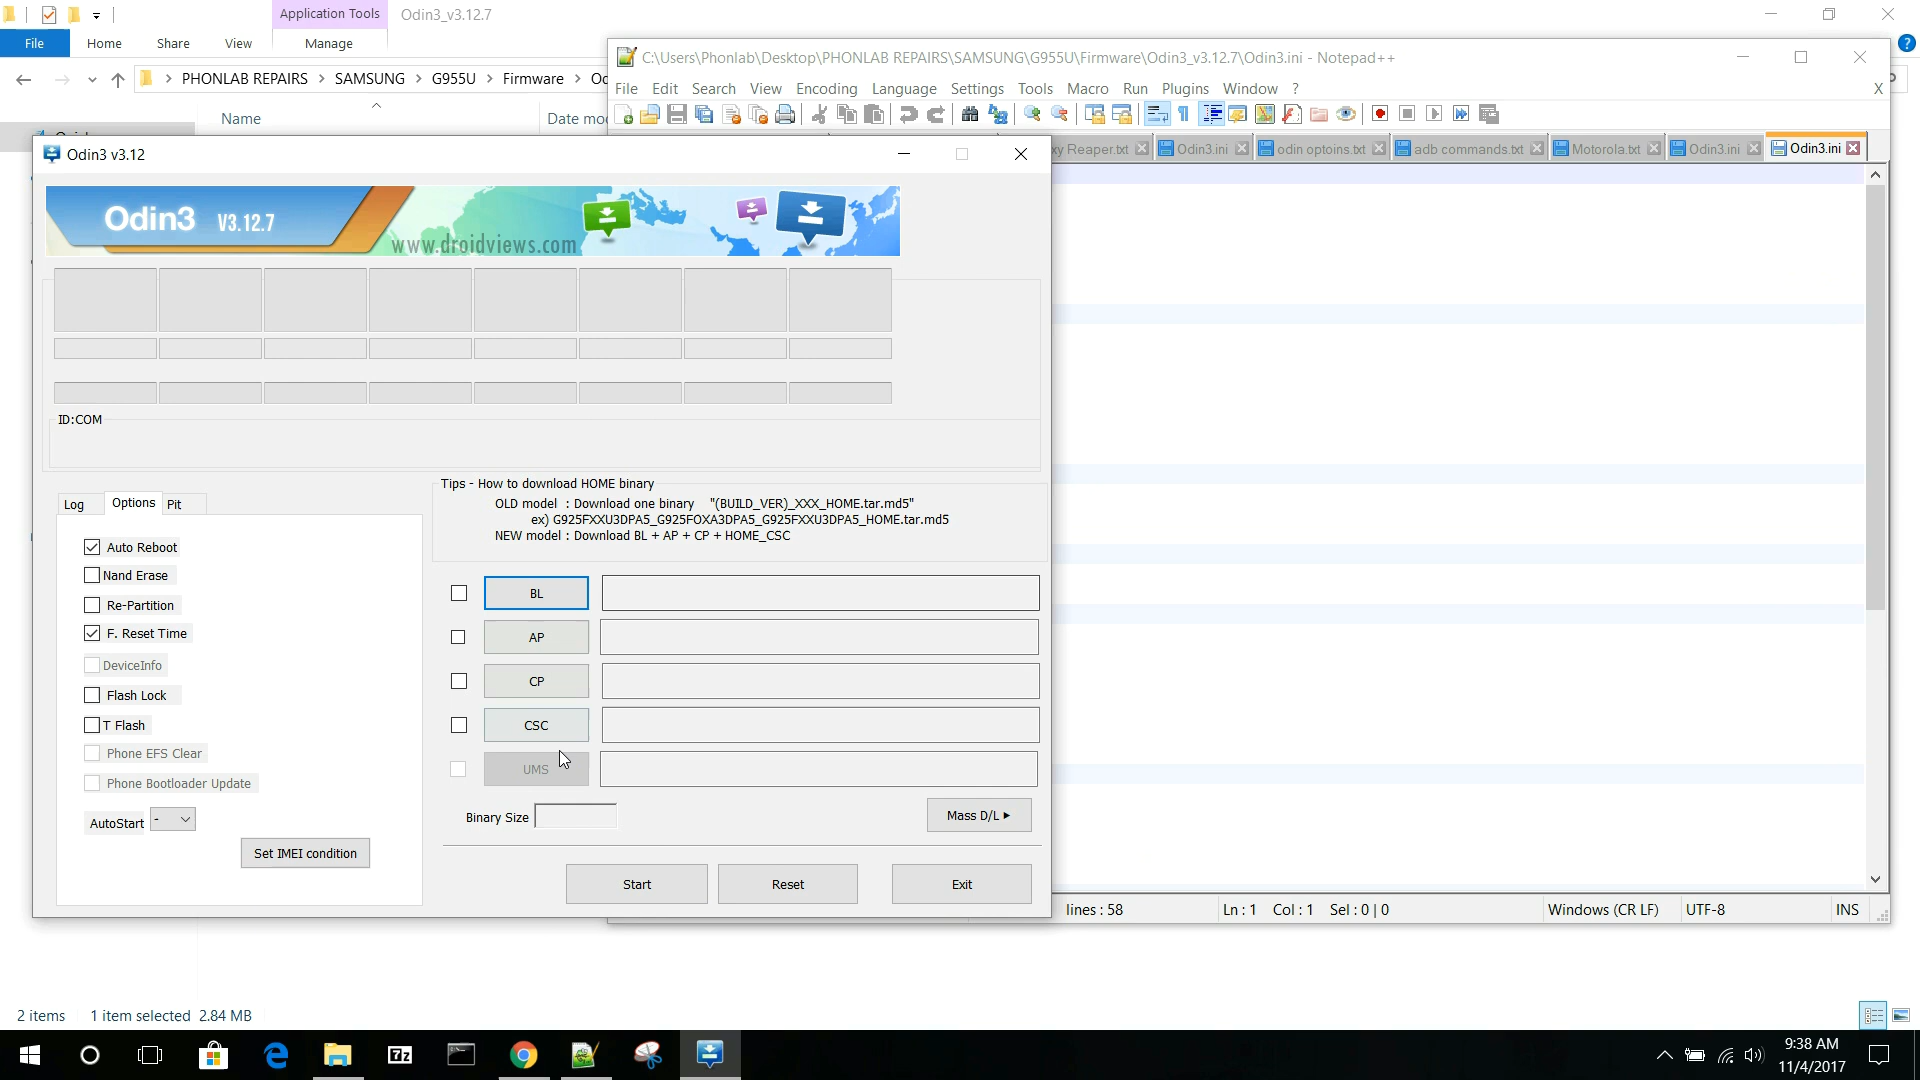 Application Tools
Odin3_v3.12.7
File
Home
Share
View
Manage
PHONLAB REPAIRS
SAMSUNG
G955U
Firmware
Name
C:\Users\Phonlab\Desktop\PHONLAB REPAIRS\SAMSUNG\G955U\Firmware\Odin3_v3.12.7\Odin3.ini - Notepad++
File Edit Search View Encoding Language Settings Tools Macro Run Plugins Window ?
X
xy Reaper.txt
Odin3.ini
odin optoins.txt
adb commands.txt
Motorola.txt
Odin3.ini
Odin3.ini
Odin3 v3.12
Odin3 V3.12.7
www.droidviews.com
ID:COM
Log
Options
Pit
Auto Reboot
Nand Erase
Re-Partition
F. Reset Time
DeviceInfo
Flash Lock
T Flash
Phone EFS Clear
Phone Bootloader Update
AutoStart
-
Set IMEI condition
Tips - How to download HOME binary
OLD model : Download one binary "(BUILD_VER)_XXX_HOME.tar.md5"
ex) G925FXXU3DPA5_G925FOXA3DPA5_G925FXXU3DPA5_HOME.tar.md5
NEW model : Download BL + AP + CP + HOME_CSC
BL
AP
CP
CSC
UMS
Binary Size
Mass D/L
Start
Reset
Exit
lines : 58
Ln : 1 Col : 1 Sel : 0 | 0
Windows (CR LF)
UTF-8
INS
2 items
1 item selected 2.84 MB
7z
9:38 AM
11/4/2017